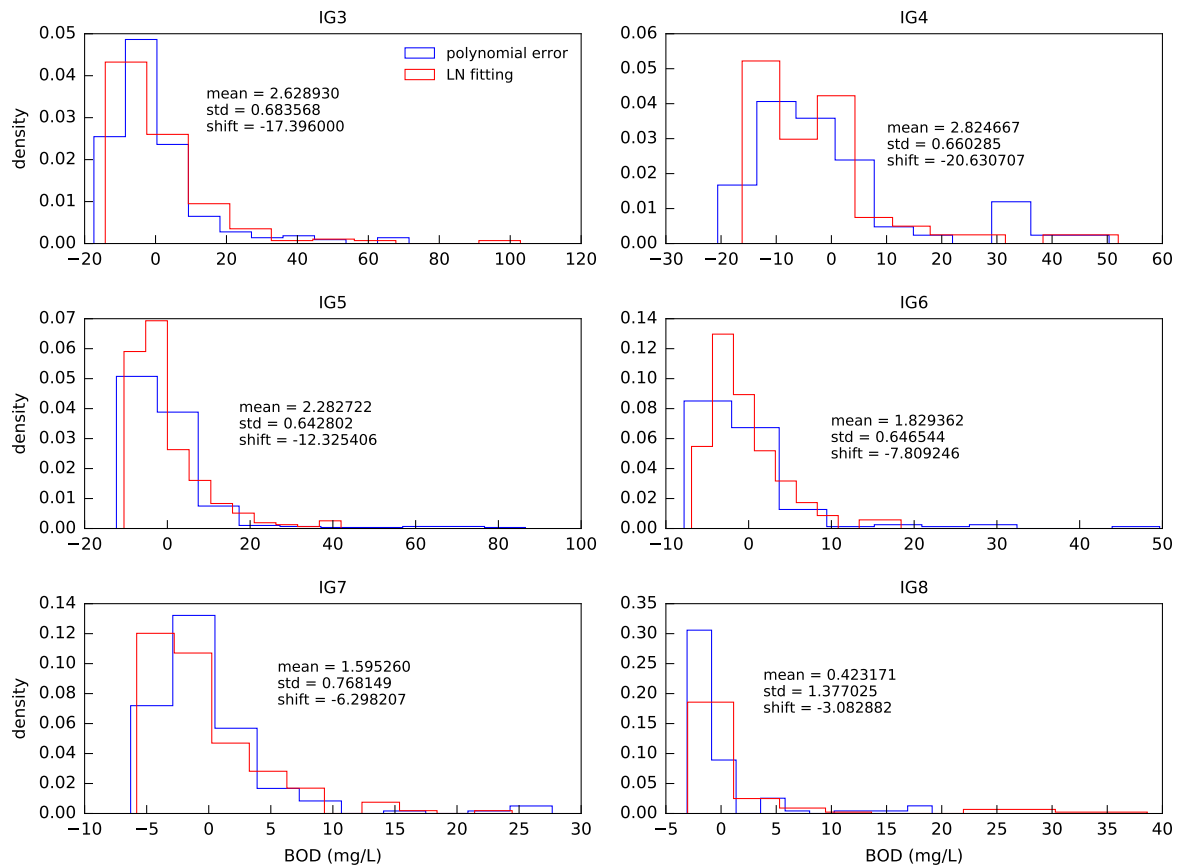 IG3
0.05
0.04
0.03
0.02
0.01
0.00
density
polynomial error
LN fitting
mean = 2.628930
std = 0.683568
shift = -17.396000
−20 0 20 40 60 80 100 120
IG4
0.06
0.05
0.04
0.03
0.02
0.01
0.00
mean = 2.824667
std = 0.660285
shift = -20.630707
−30 −20 −10 0 10 20 30 40 50 60
IG5
0.07
0.06
0.05
0.04
0.03
0.02
0.01
0.00
density
mean = 2.282722
std = 0.642802
shift = -12.325406
−20 0 20 40 60 80 100
IG6
0.14
0.12
0.10
0.08
0.06
0.04
0.02
0.00
mean = 1.829362
std = 0.646544
shift = -7.809246
−10 0 10 20 30 40 50
IG7
0.14
0.12
0.10
0.08
0.06
0.04
0.02
0.00
density
mean = 1.595260
std = 0.768149
shift = -6.298207
−10 −5 0 5 10 15 20 25 30
BOD (mg/L)
IG8
0.35
0.30
0.25
0.20
0.15
0.10
0.05
0.00
mean = 0.423171
std = 1.377025
shift = -3.082882
−5 0 5 10 15 20 25 30 35 40
BOD (mg/L)